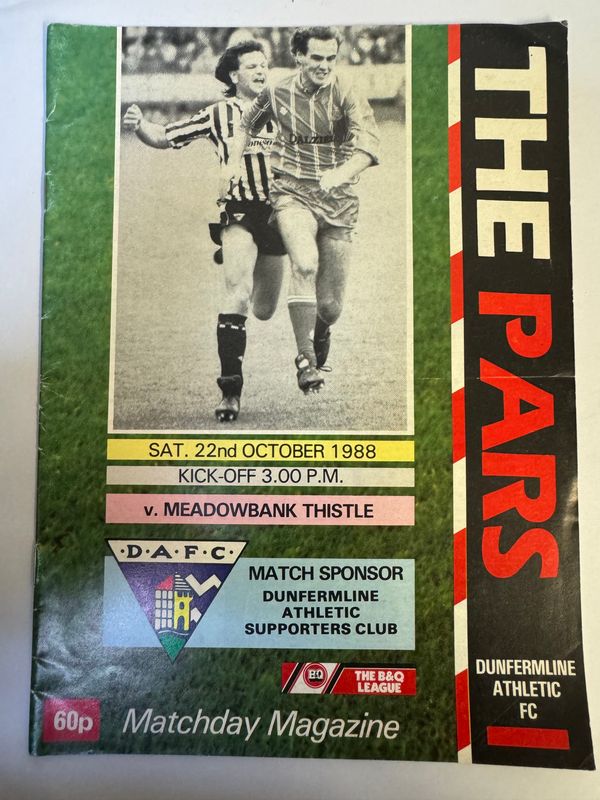 THE PARS
DUNFERMLINE
ATHLETIC
FC
SAT. 22nd OCTOBER 1988
KICK-OFF 3.00 P.M.
v. MEADOWBANK THISTLE
·D·A·F·C·
MATCH SPONSOR
DUNFERMLINE
ATHLETIC
SUPPORTERS CLUB
B&Q
THE B&Q
LEAGUE
60p
Matchday Magazine